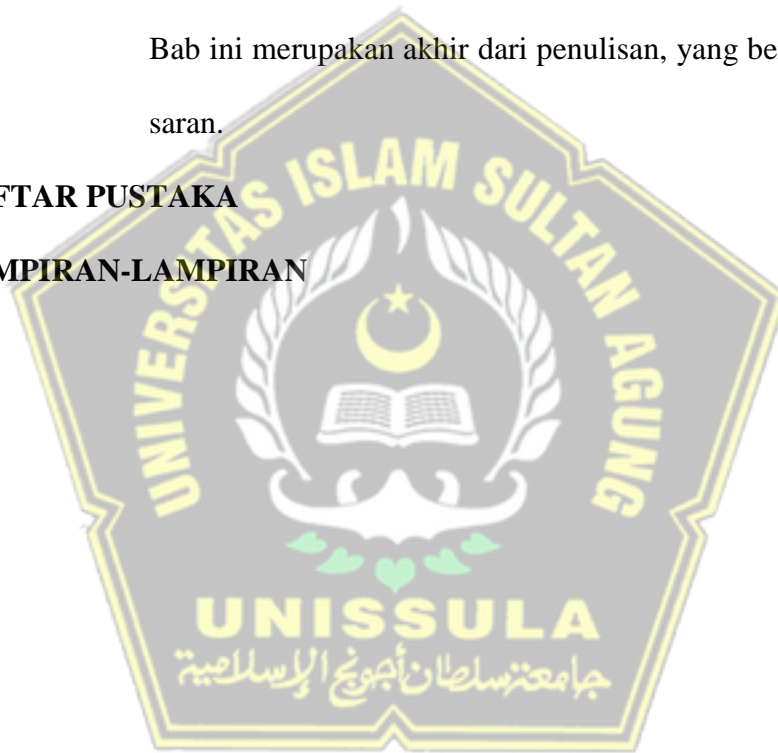 Bab ini merupakan akhir dari penulisan, yang be
saran.
FTAR PUSTAKA
MPIRAN-LAMPIRAN
UNIVERSITAS ISLAM SULTAN AGUNG
UNISSULA
جامعتنسلطان أجونج الإسلامية